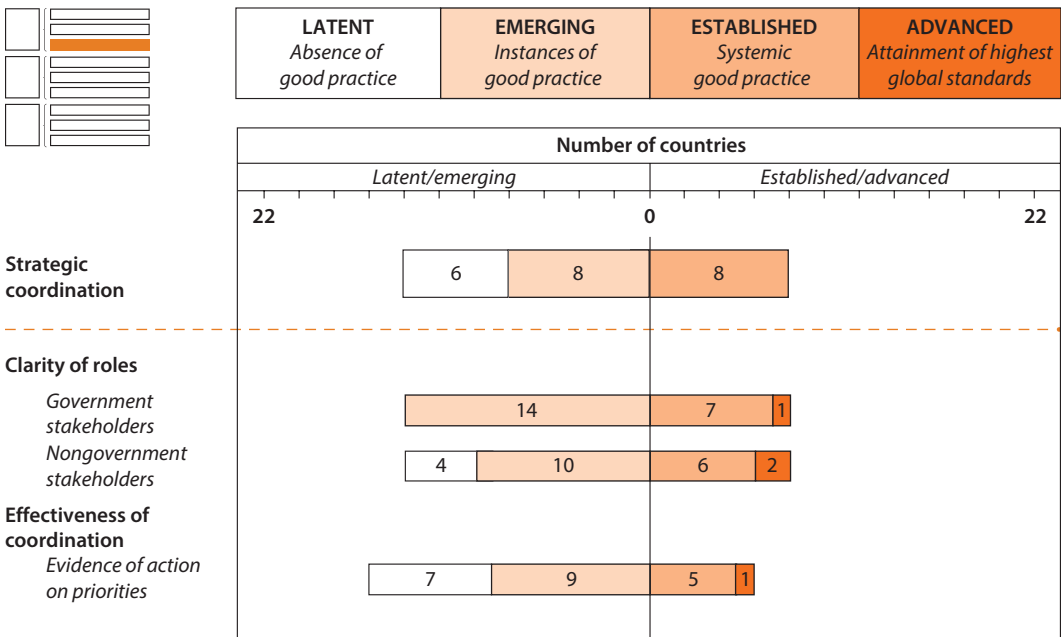 LATENT
Absence of
good practice
EMERGING
Instances of
good practice
ESTABLISHED
Systemic
good practice
ADVANCED
Attainment of highest
global standards
Number of countries
Latent/emerging
Established/advanced
22 0 22
Strategic
coordination
6 8 8
Clarity of roles
Government
stakeholders
14 7 1
Nongovernment
stakeholders
4 10 6 2
Effectiveness of
coordination
Evidence of action
on priorities
7 9 5 1